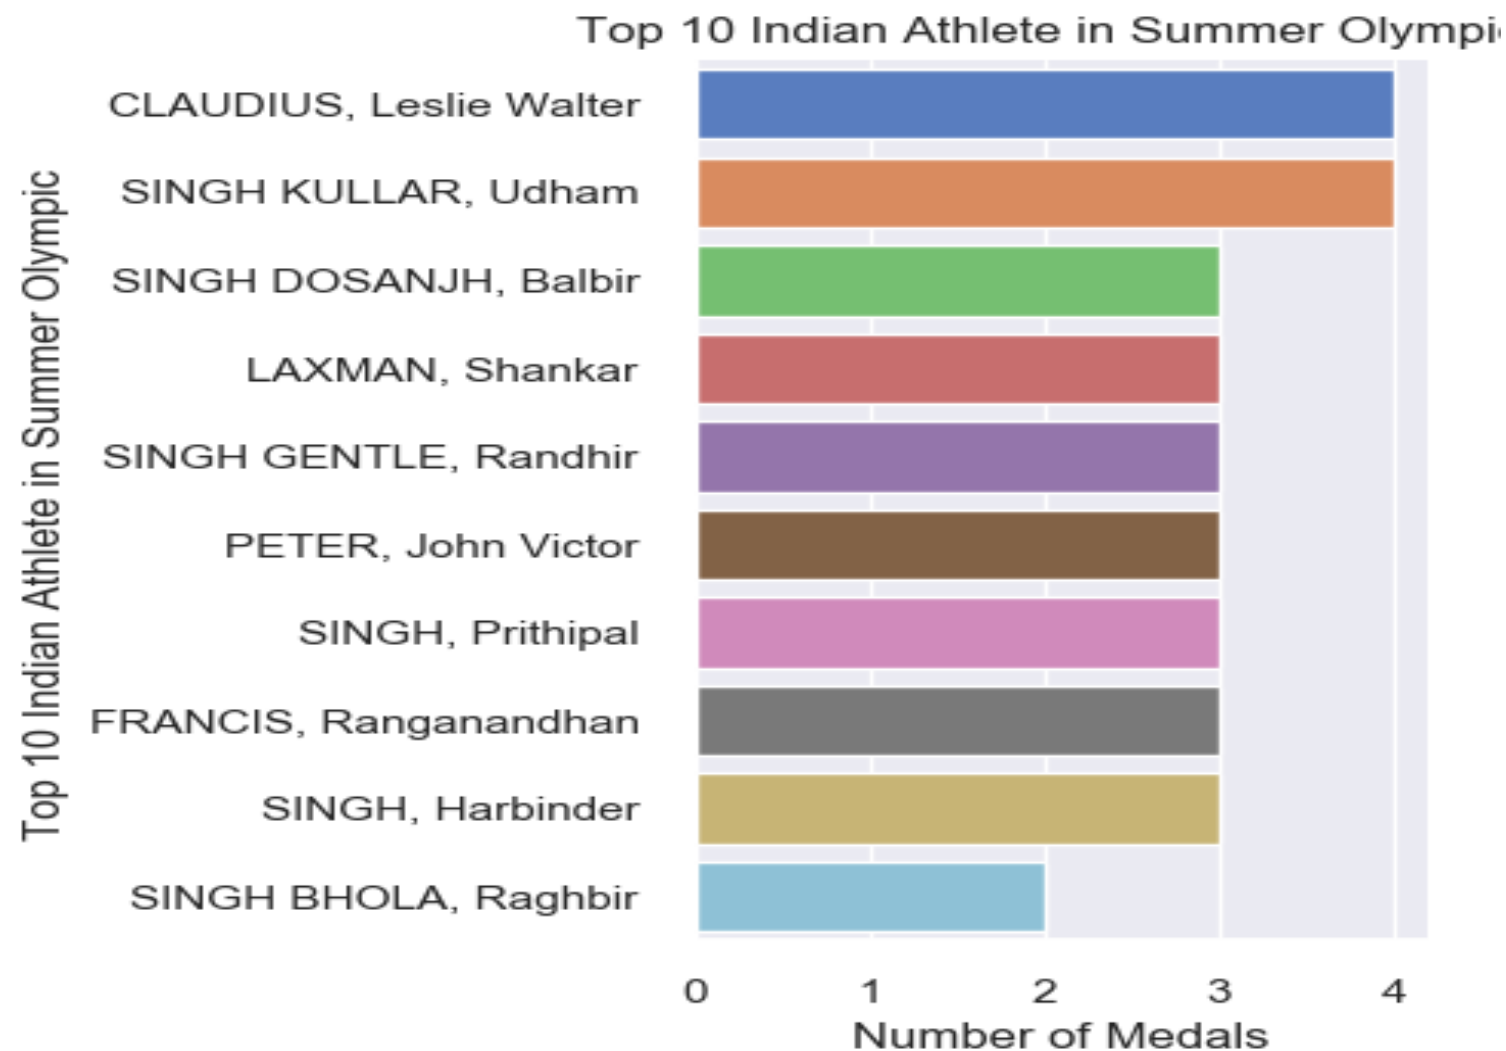 Top 10 Indian Athlete in Summer Olympi
Top 10 Indian Athlete in Summer Olympic
CLAUDIUS, Leslie Walter
SINGH KULLAR, Udham
SINGH DOSANJH, Balbir
LAXMAN, Shankar
SINGH GENTLE, Randhir
PETER, John Victor
SINGH, Prithipal
FRANCIS, Ranganandhan
SINGH, Harbinder
SINGH BHOLA, Raghbir
0 1 2 3 4
Number of Medals